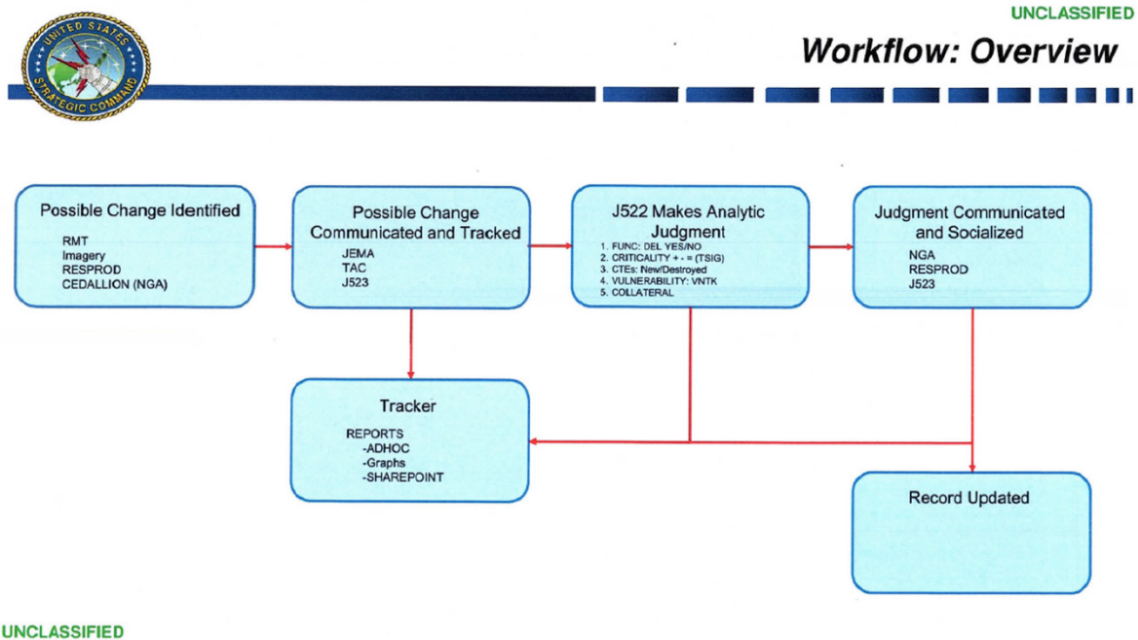 UNCLASSIFIED
Workflow: Overview
UNITED STATES
STRATEGIC COMMAND
Possible Change Identified
RMT
Imagery
RESPROD
CEDALLION (NGA)
Possible Change
Communicated and Tracked
JEMA
TAC
J523
J522 Makes Analytic
Judgment
1. FUNC: DEL YES/NO
2. CRITICALITY + - = (TSIG)
3. CTEs: New/Destroyed
4. VULNERABILITY: VNTK
5. COLLATERAL
Judgment Communicated
and Socialized
NGA
RESPROD
J523
Tracker
REPORTS
-ADHOC
-Graphs
-SHAREPOINT
Record Updated
UNCLASSIFIED